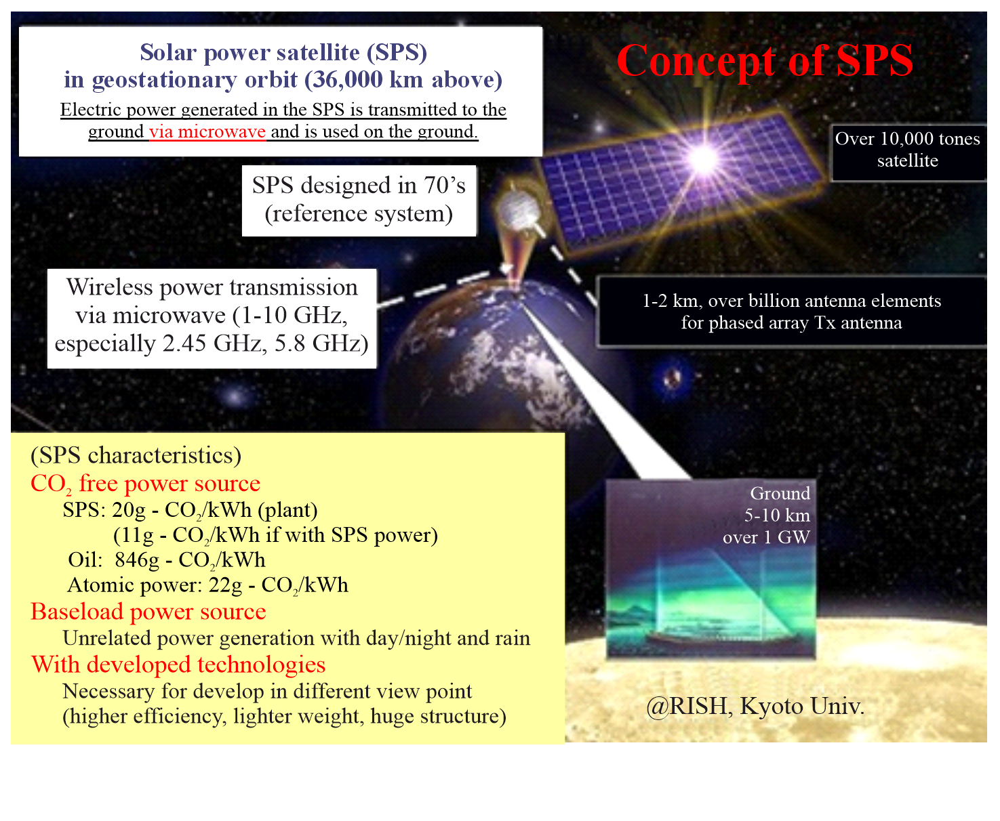 Solar power satellite (SPS)
in geostationary orbit (36,000 km above)
Electric power generated in the SPS is transmitted to the
ground via microwave and is used on the ground.
Concept of SPS
Over 10,000 tones
satellite
SPS designed in 70’s
(reference system)
Wireless power transmission
via microwave (1-10 GHz,
especially 2.45 GHz, 5.8 GHz)
1-2 km, over billion antenna elements
for phased array Tx antenna
(SPS characteristics)
CO₂ free power source
SPS: 20g - CO₂/kWh (plant)
(11g - CO₂/kWh if with SPS power)
Oil: 846g - CO₂/kWh
Atomic power: 22g - CO₂/kWh
Baseload power source
Unrelated power generation with day/night and rain
With developed technologies
Necessary for develop in different view point
(higher efficiency, lighter weight, huge structure)
Ground
5-10 km
over 1 GW
@RISH, Kyoto Univ.